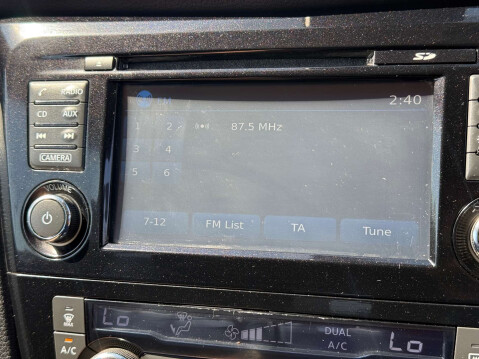 SD
RADIO
CD AUX
CAMERA
VOLUME
FM 2:40
1 2 87.5 MHz
3 4
5 6
7-12 FM List TA Tune
MAX
A/C
Lo DUAL A/C Lo